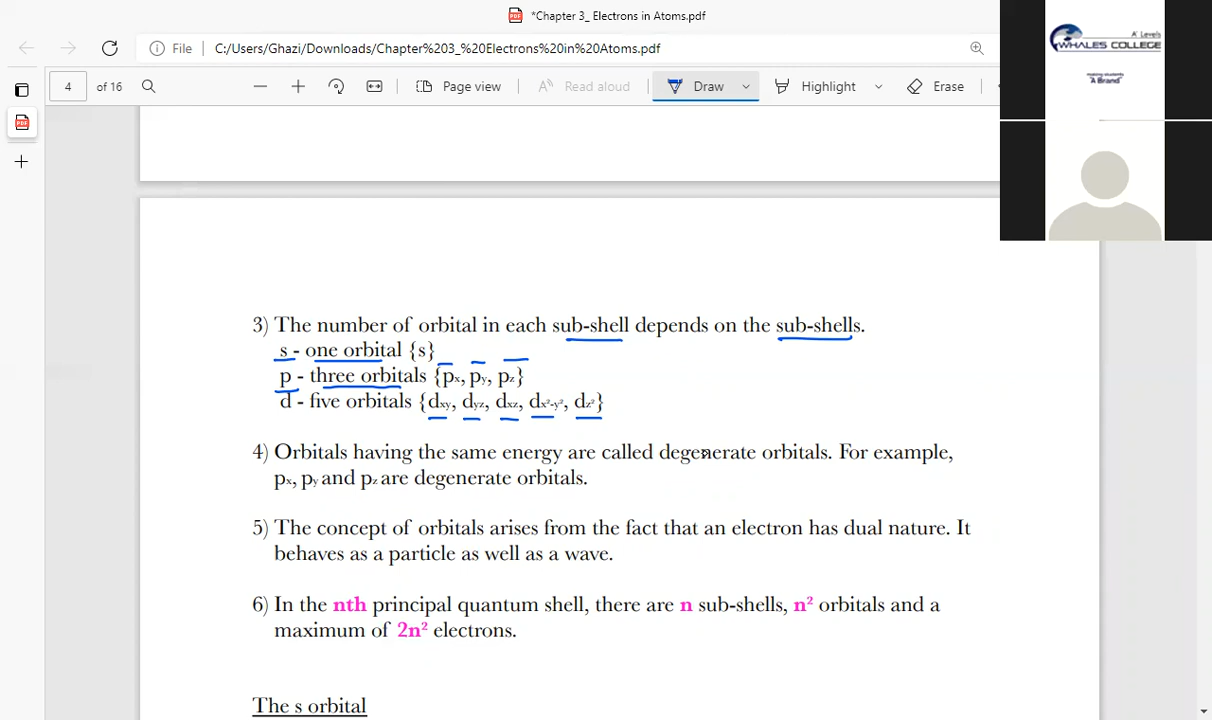 *Chapter 3_ Electrons in Atoms.pdf
File C:/Users/Ghazi/Downloads/Chapter%203_%20Electrons%20in%20Atoms.pdf
4 of 16 Page view Read aloud Draw Highlight Erase
A' Levels
WHALES COLLEGE
making students
'A Brand'
3) The number of orbital in each sub-shell depends on the sub-shells.
s - one orbital {s}
p - three orbitals {px, py, pz}
d - five orbitals {dxy, dyz, dxz, dx²-y², dz²}
4) Orbitals having the same energy are called degenerate orbitals. For example,
px, py and pz are degenerate orbitals.
5) The concept of orbitals arises from the fact that an electron has dual nature. It
behaves as a particle as well as a wave.
6) In the nth principal quantum shell, there are n sub-shells, n² orbitals and a
maximum of 2n² electrons.
The s orbital